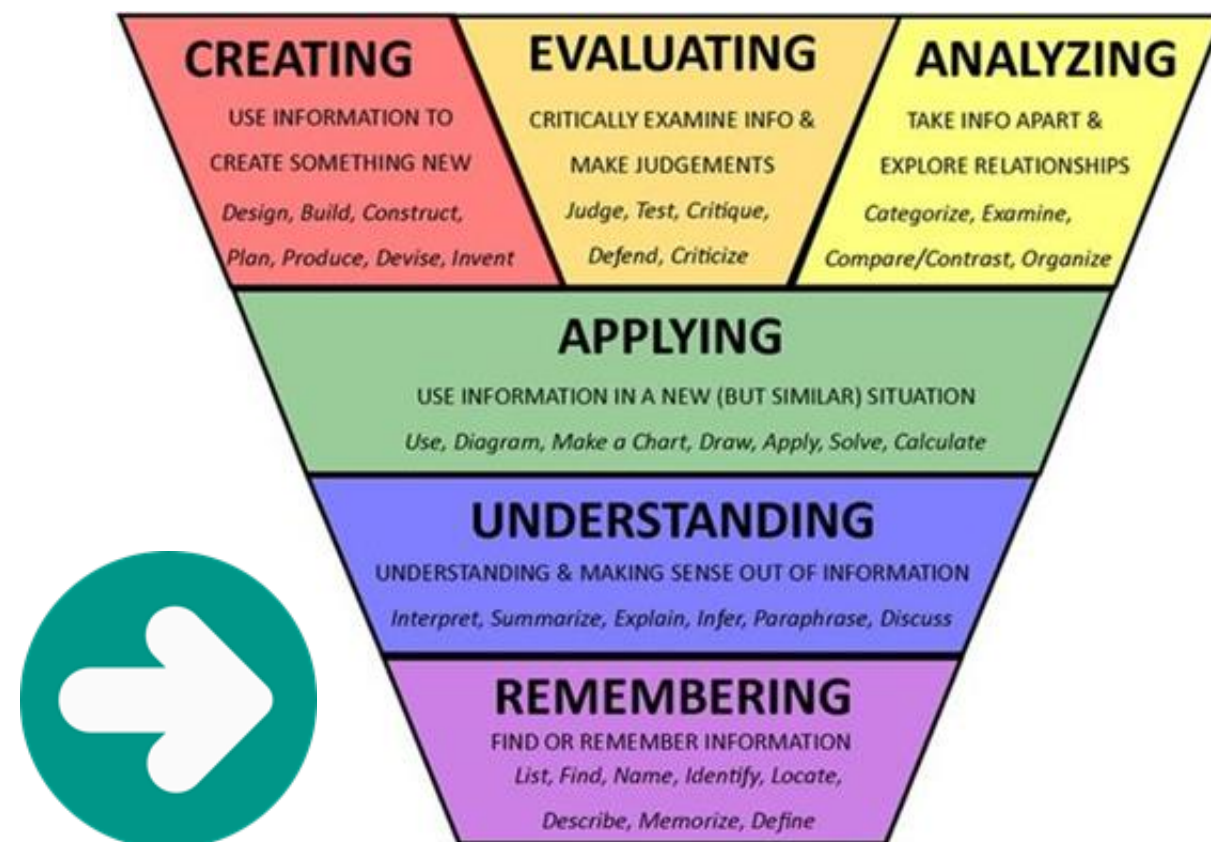 CREATING
USE INFORMATION TO
CREATE SOMETHING NEW
Design, Build, Construct,
Plan, Produce, Devise, Invent
EVALUATING
CRITICALLY EXAMINE INFO &
MAKE JUDGEMENTS
Judge, Test, Critique,
Defend, Criticize
ANALYZING
TAKE INFO APART &
EXPLORE RELATIONSHIPS
Categorize, Examine,
Compare/Contrast, Organize
APPLYING
USE INFORMATION IN A NEW (BUT SIMILAR) SITUATION
Use, Diagram, Make a Chart, Draw, Apply, Solve, Calculate
UNDERSTANDING
UNDERSTANDING & MAKING SENSE OUT OF INFORMATION
Interpret, Summarize, Explain, Infer, Paraphrase, Discuss
REMEMBERING
FIND OR REMEMBER INFORMATION
List, Find, Name, Identify, Locate,
Describe, Memorize, Define